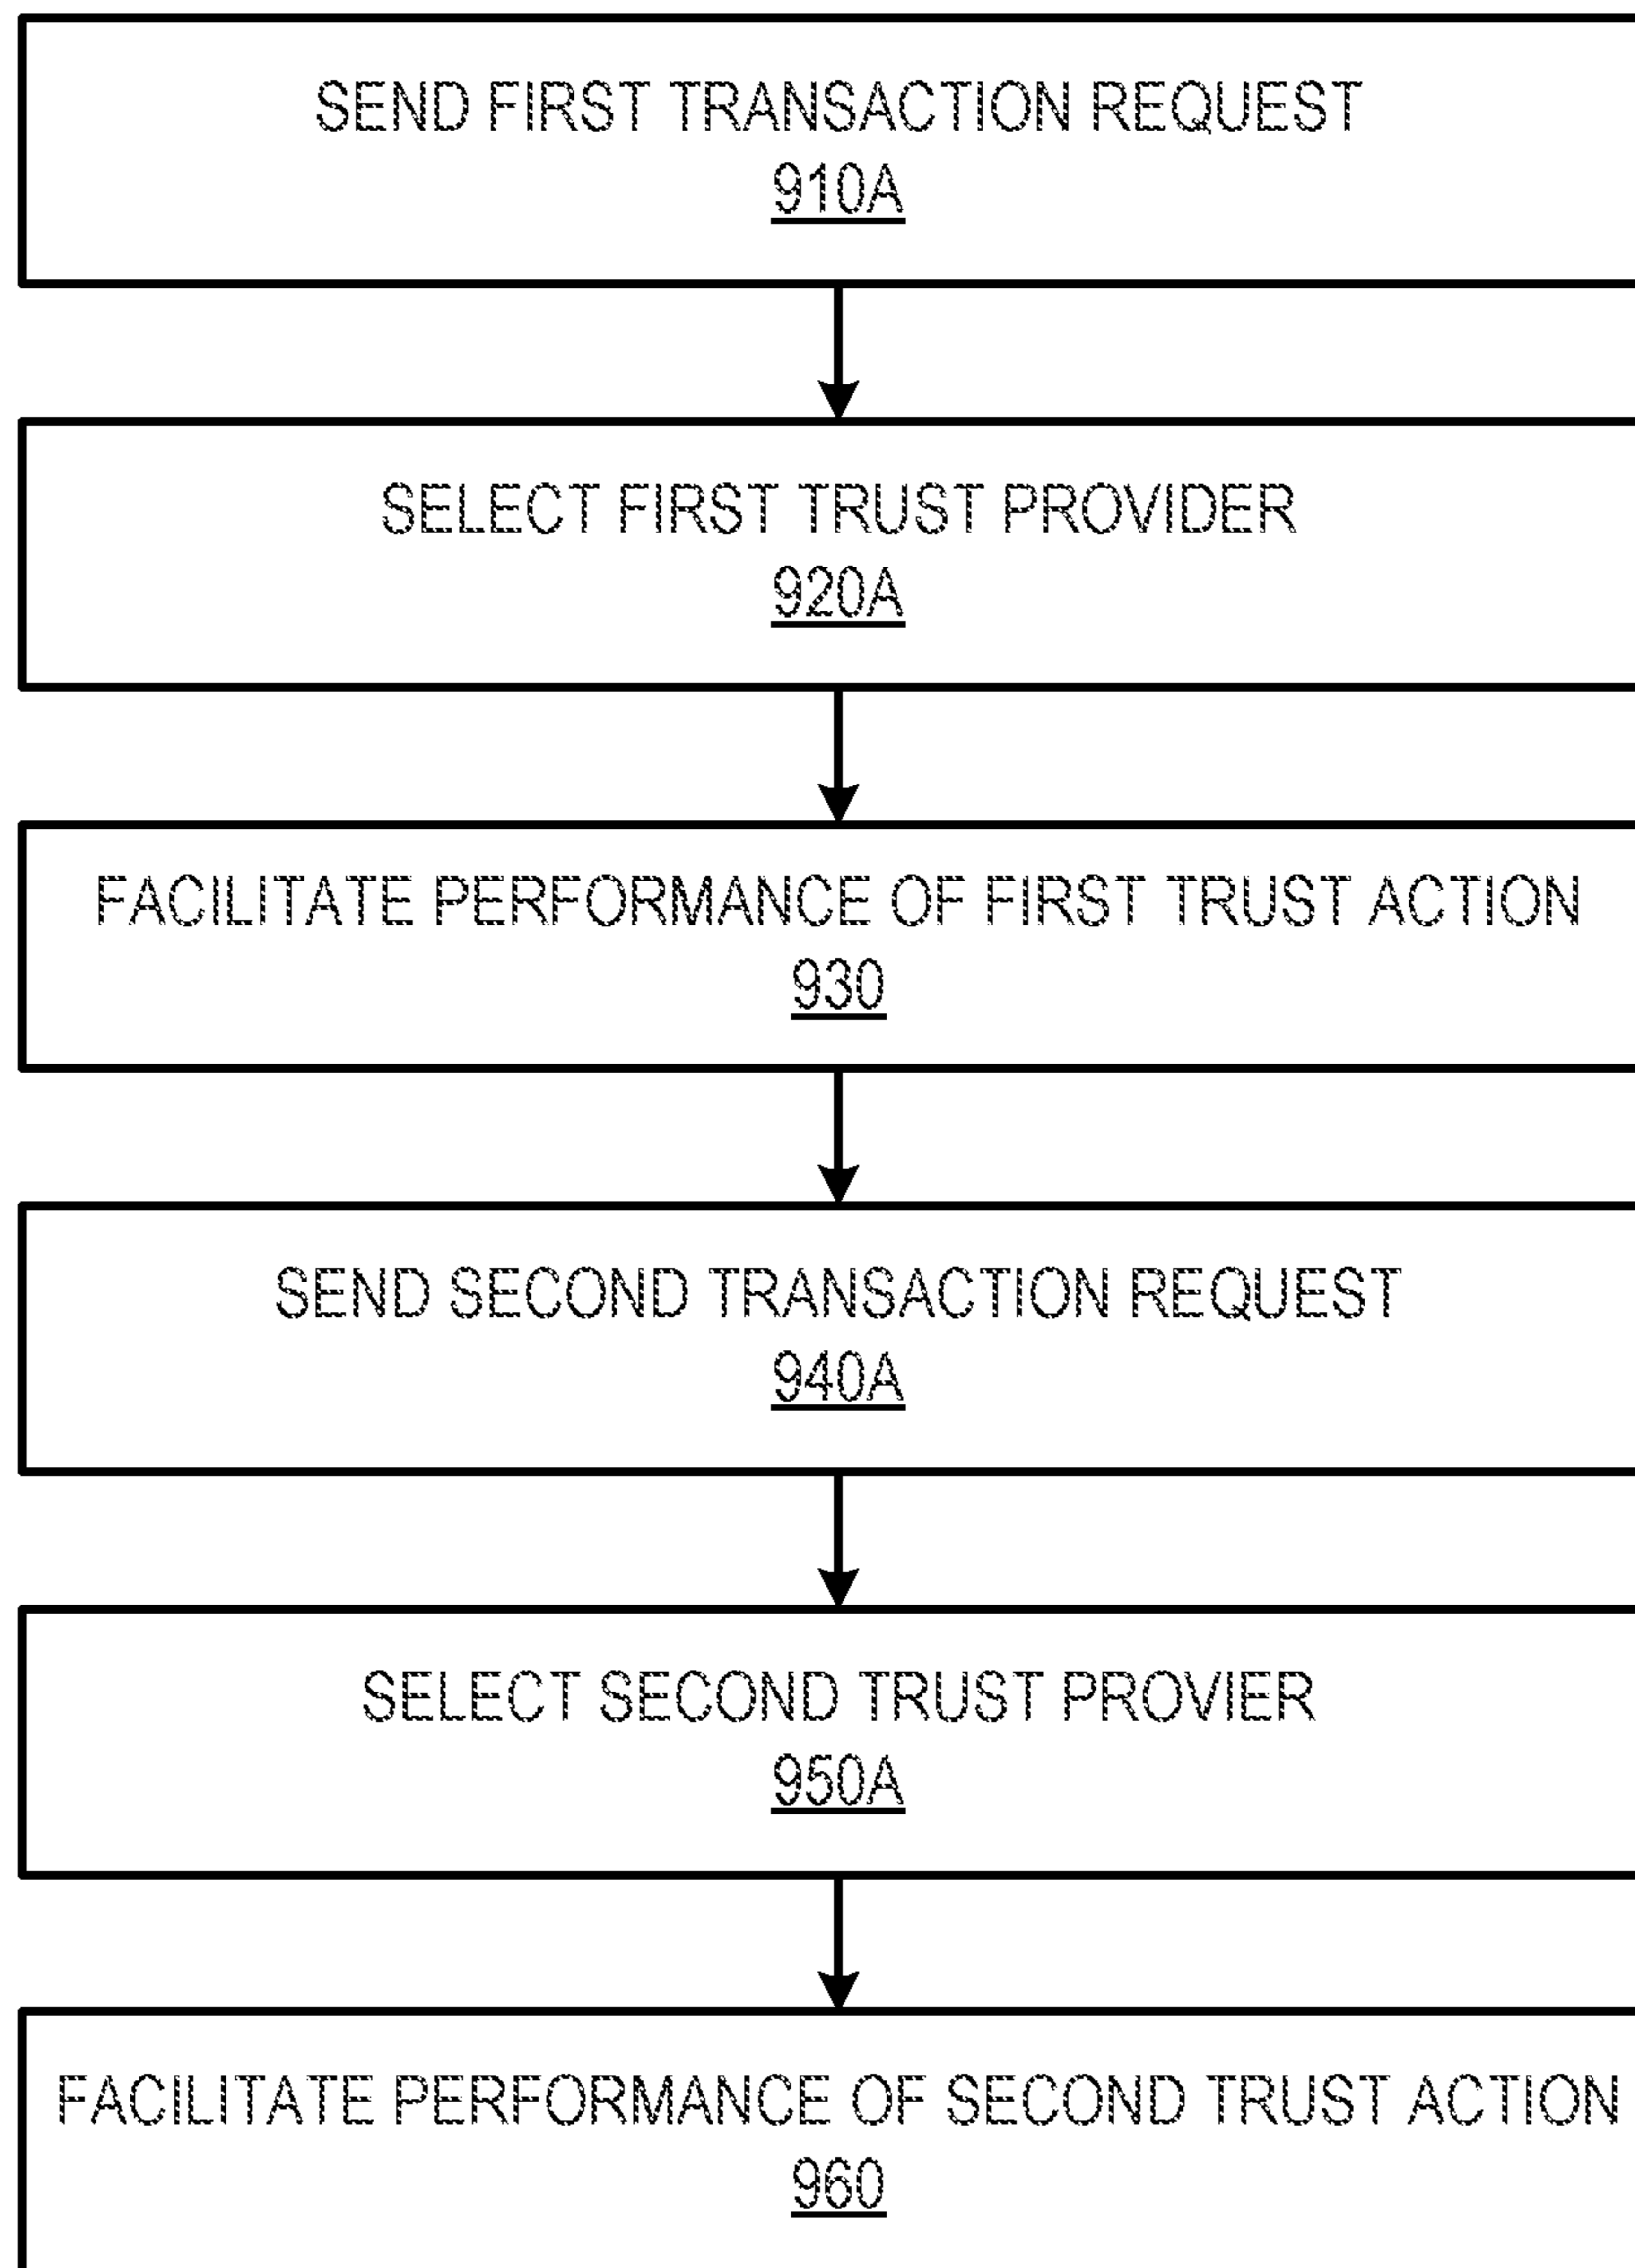 SEND FIRST TRANSACTION REQUEST
910A
SELECT FIRST TRUST PROVIDER
920A
FACILITATE PERFORMANCE OF FIRST TRUST ACTION
930
SEND SECOND TRANSACTION REQUEST
940A
SELECT SECOND TRUST PROVIER
950A
FACILITATE PERFORMANCE OF SECOND TRUST ACTION
960